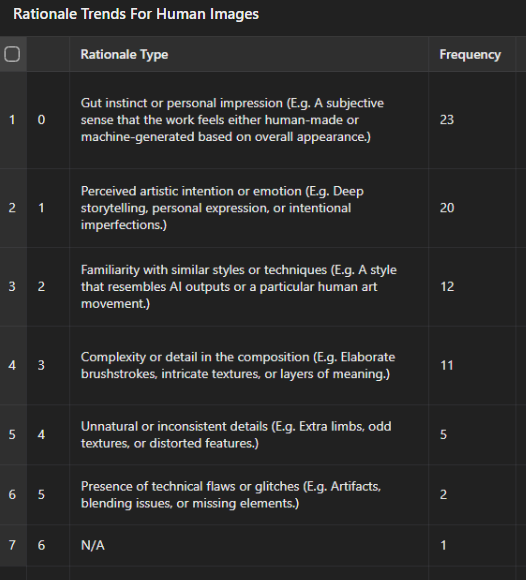 Rationale Trends For Human Images
Rationale Type Frequency
1 0 Gut instinct or personal impression (E.g. A subjective
sense that the work feels either human-made or
machine-generated based on overall appearance.) 23
2 1 Perceived artistic intention or emotion (E.g. Deep
storytelling, personal expression, or intentional
imperfections.) 20
3 2 Familiarity with similar styles or techniques (E.g. A style
that resembles AI outputs or a particular human art
movement.) 12
4 3 Complexity or detail in the composition (E.g. Elaborate
brushstrokes, intricate textures, or layers of meaning.) 11
5 4 Unnatural or inconsistent details (E.g. Extra limbs, odd
textures, or distorted features.) 5
6 5 Presence of technical flaws or glitches (E.g. Artifacts,
blending issues, or missing elements.) 2
7 6 N/A 1